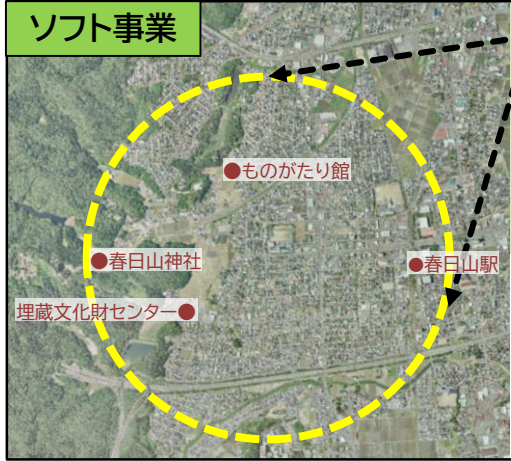 ソフト事業
●ものがたり館
●春日山神社
●春日山駅
埋蔵文化財センター●